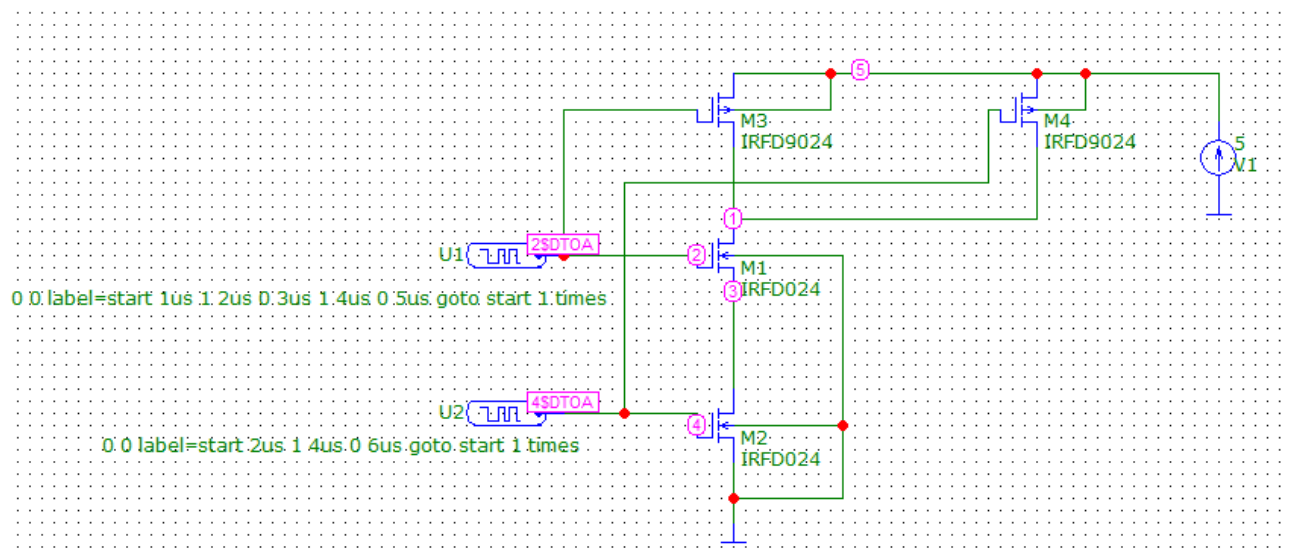 5
M3
IRFD9024
M4
IRFD9024
5
V1
1
2$DTOA
U1
2
M1
IRFD024
0 0 label=start 1us 1 2us 0 3us 1 4us 0 5us goto start 1 times
3
4$DTOA
U2
4
M2
IRFD024
0 0 label=start 2us 1 4us 0 6us goto start 1 times